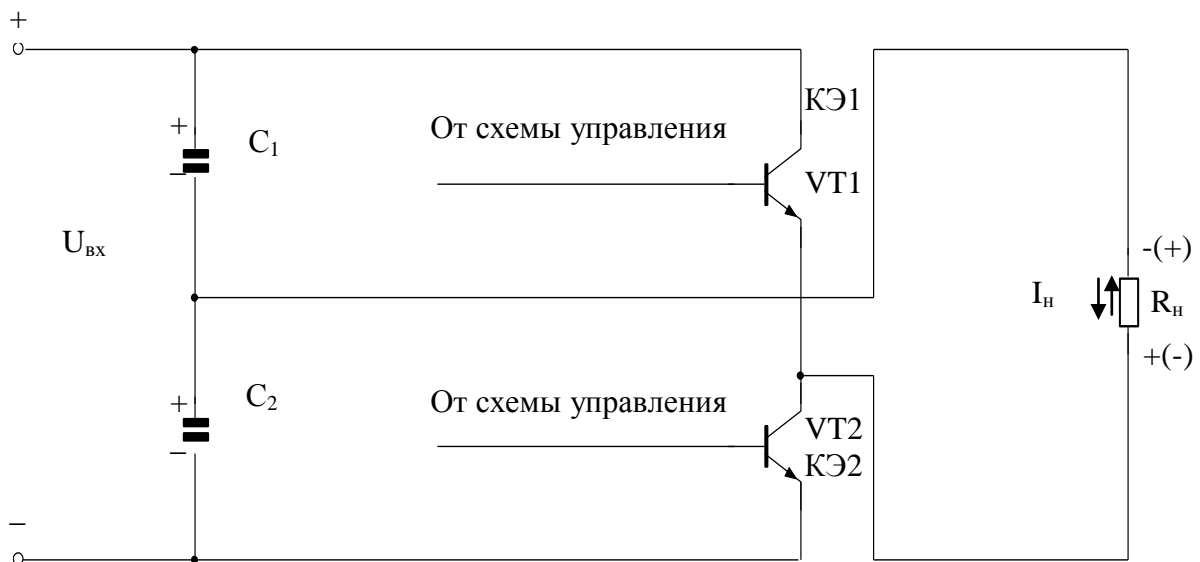 +
КЭ1
+
C₁
От схемы управления
–
VT1
Uвх
-(+)
Iн
Rн
+(-)
+
C₂
От схемы управления
VT2
–
КЭ2
–